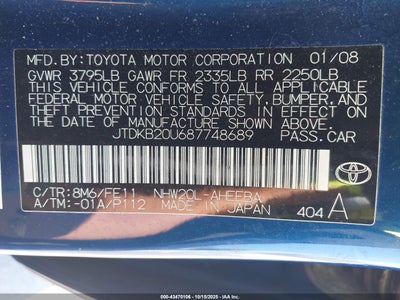 MFD.BY:TOYOTA MOTOR CORPORATION 01/08
GVWR 3795LB GAWR FR 2335LB RR 2250LB
THIS VEHICLE CONFORMS TO ALL APPLICABLE
FEDERAL MOTOR VEHICLE SAFETY,BUMPER,AND
THEFT PREVENTION STANDARDS IN EFFECT ON THE
DATE OF MANUFACTURE SHOWN ABOVE.
JTDKB20U687748689 PASS.CAR
C/TR:8M6/FE11 NHW20L-AHEEBA
A/TM:-01A/P112 MADE IN JAPAN 404 A
TOYOTA
000-43470106 - 10/15/2025 - IAAI.COM